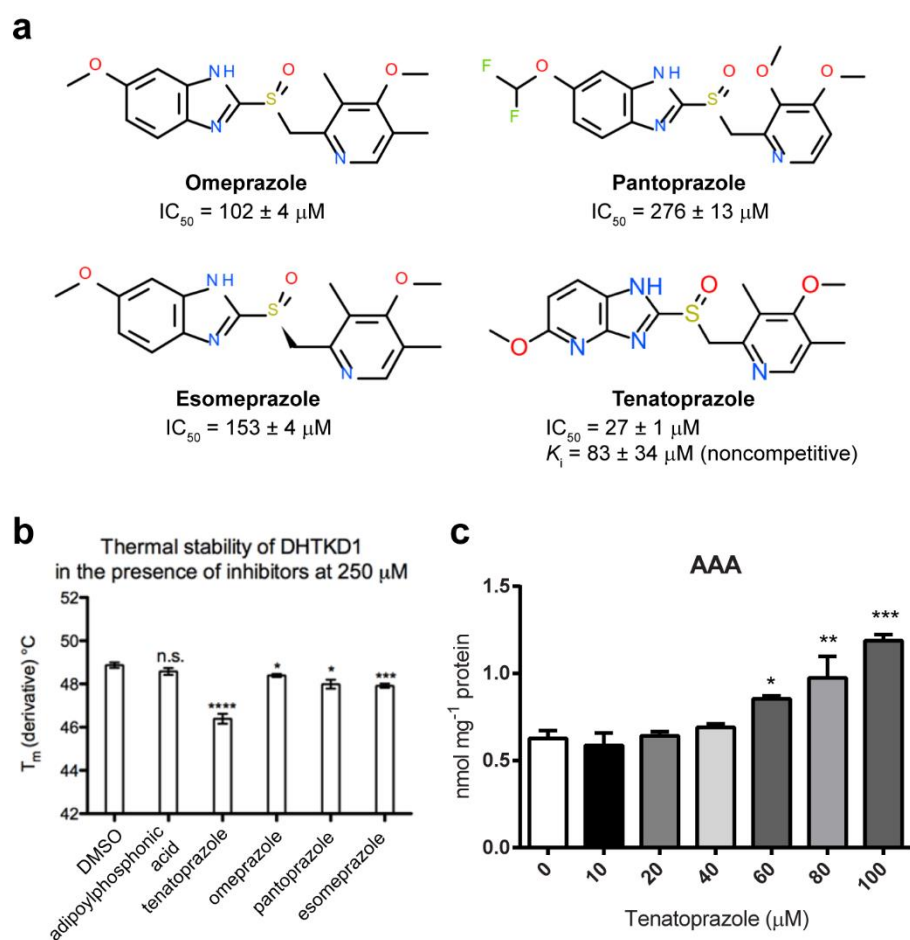 a
Omeprazole
IC50 = 102 ± 4 μM
Pantoprazole
IC50 = 276 ± 13 μM
Esomeprazole
IC50 = 153 ± 4 μM
Tenatoprazole
IC50 = 27 ± 1 μM
Ki = 83 ± 34 μM (noncompetitive)
O
NH
N
S
O
O
N
F
F
O
NH
N
S
O
O
O
N
O
NH
N
S
O
O
N
O
N
NH
N
S
O
O
N
b
Thermal stability of DHTKD1
in the presence of inhibitors at 250 μM
Tm (derivative) °C
52
50
48
46
44
42
n.s.
****
*
*
***
DMSO
adipoylphosphonic
acid
tenatoprazole
omeprazole
pantoprazole
esomeprazole
c
AAA
nmol mg-1 protein
1.5
1.0
0.5
0.0
*
**
***
0
10
20
40
60
80
100
Tenatoprazole (μM)